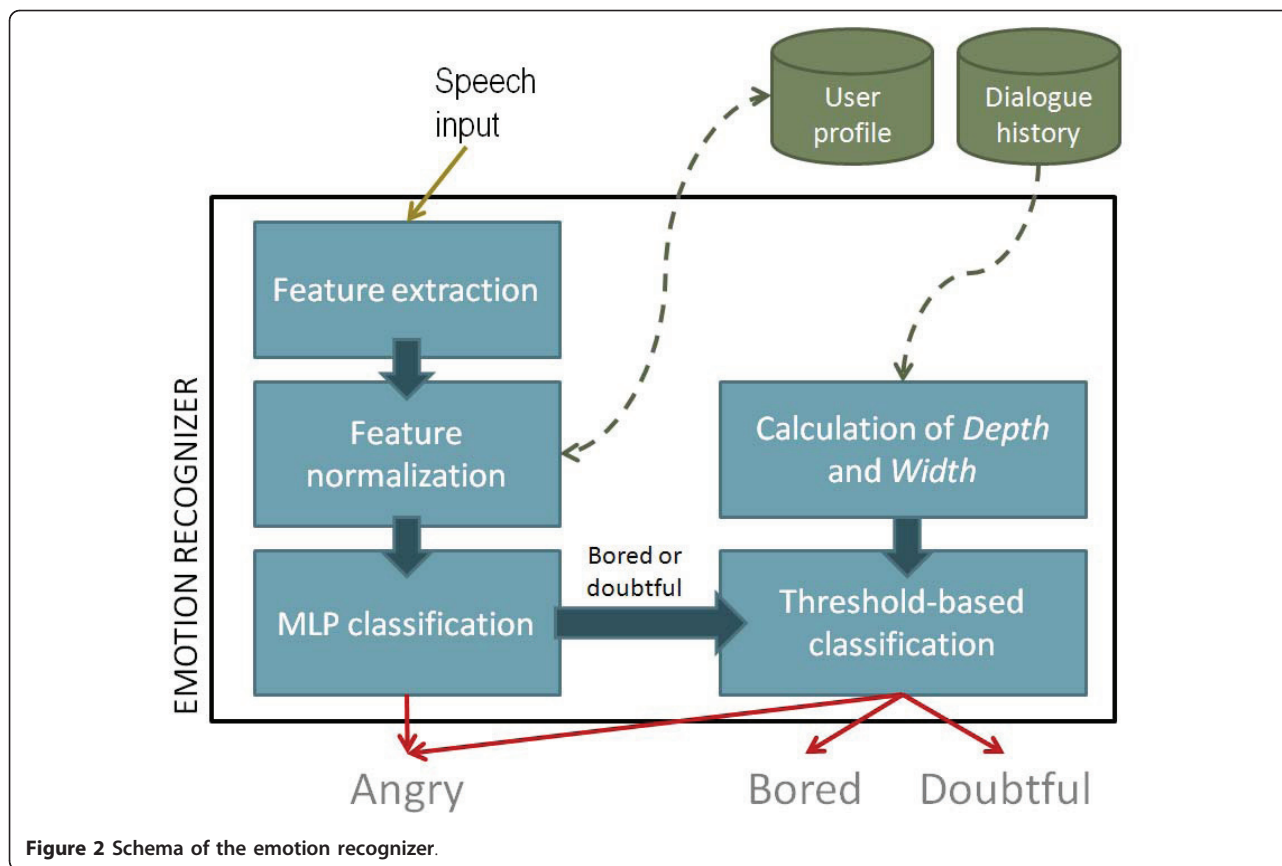 Speech
input
User
profile
Dialogue
history
EMOTION RECOGNIZER
Feature extraction
Feature
normalization
Calculation of Depth
and Width
MLP classification
Bored or
doubtful
Threshold-based
classification
Angry
Bored
Doubtful
Figure 2 Schema of the emotion recognizer.